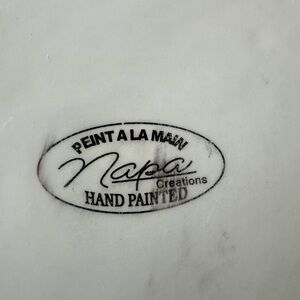 PEINT A LA MAIN
Napa
Creations
HAND PAINTED